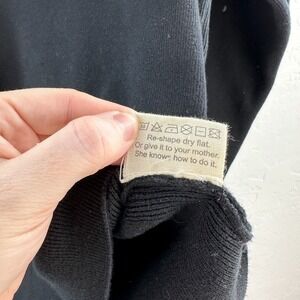 Re-shape dry flat.
Or give it to your mother.
She knows how to do it.